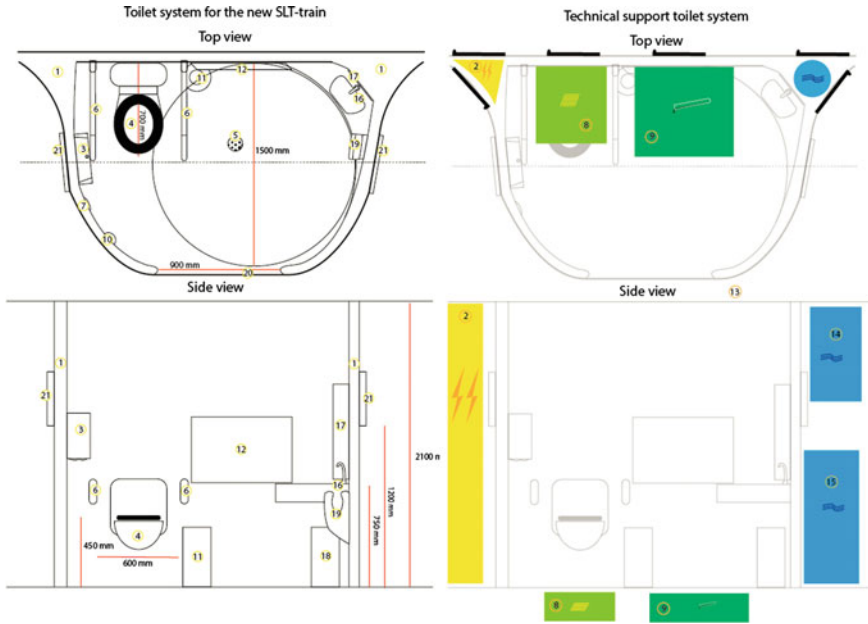 Toilet system for the new SLT-train
Technical support toilet system
Top view
Top view
1
17
1
11
12
16
6
6
4
700 mm
3
5
19
21
21
1500 mm
7
10
900 mm
20
2
8
9
Side view
Side view
13
1
1
21
21
3
17
12
2100 m
6
6
16
1200 mm
19
4
750 mm
450 mm
600 mm
11
18
2
14
15
8
9